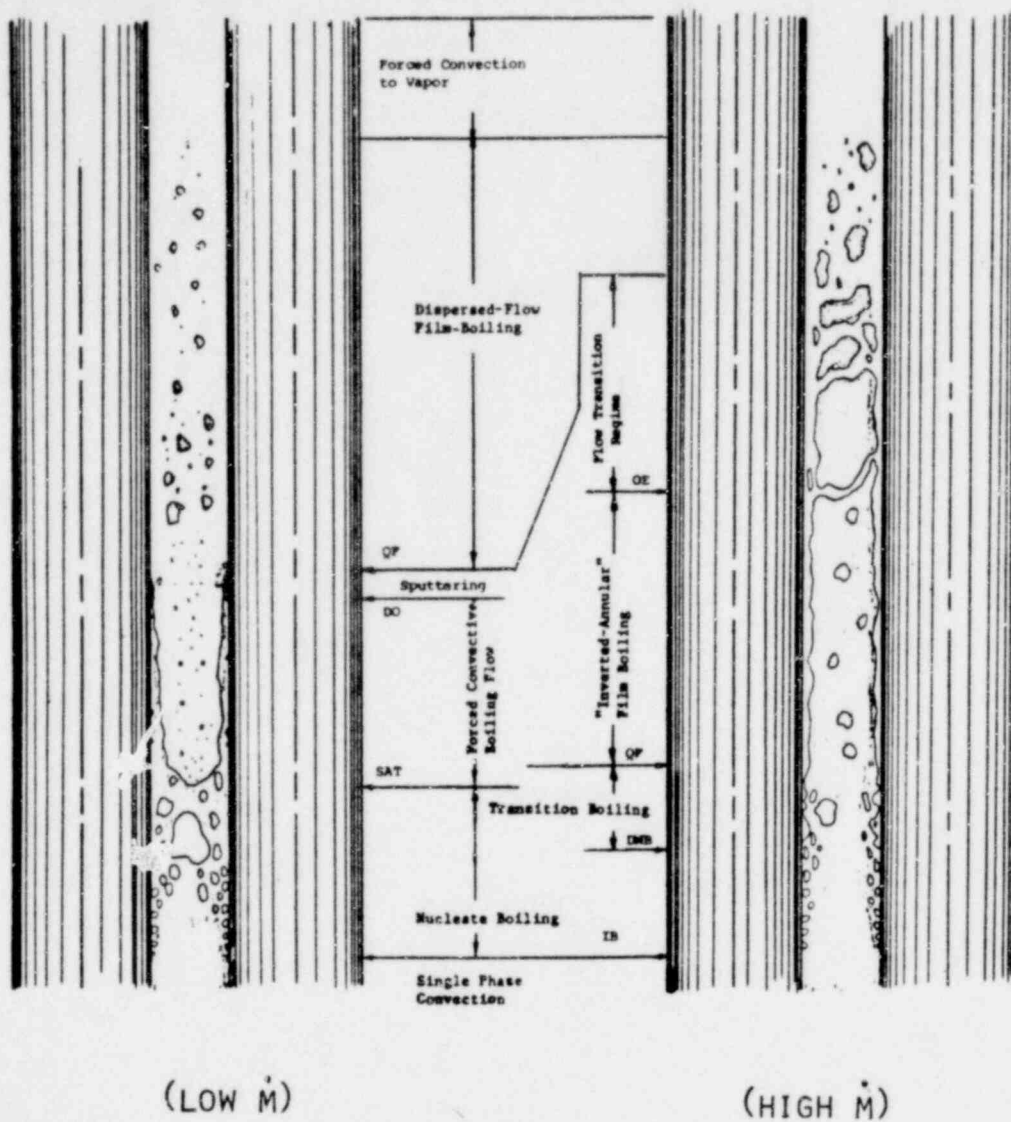 Forced Convection
to Vapor
Dispersed-Flow
Film-Boiling
Flow Transition
Regime
OE
QF
Sputtering
DO
Forced Convective
Boiling Flow
"Inverted-Annular"
Film Boiling
QF
SAT
Transition Boiling
DNB
Nucleate Boiling
IB
Single Phase
Convection
(LOW Ṁ)
(HIGH Ṁ)